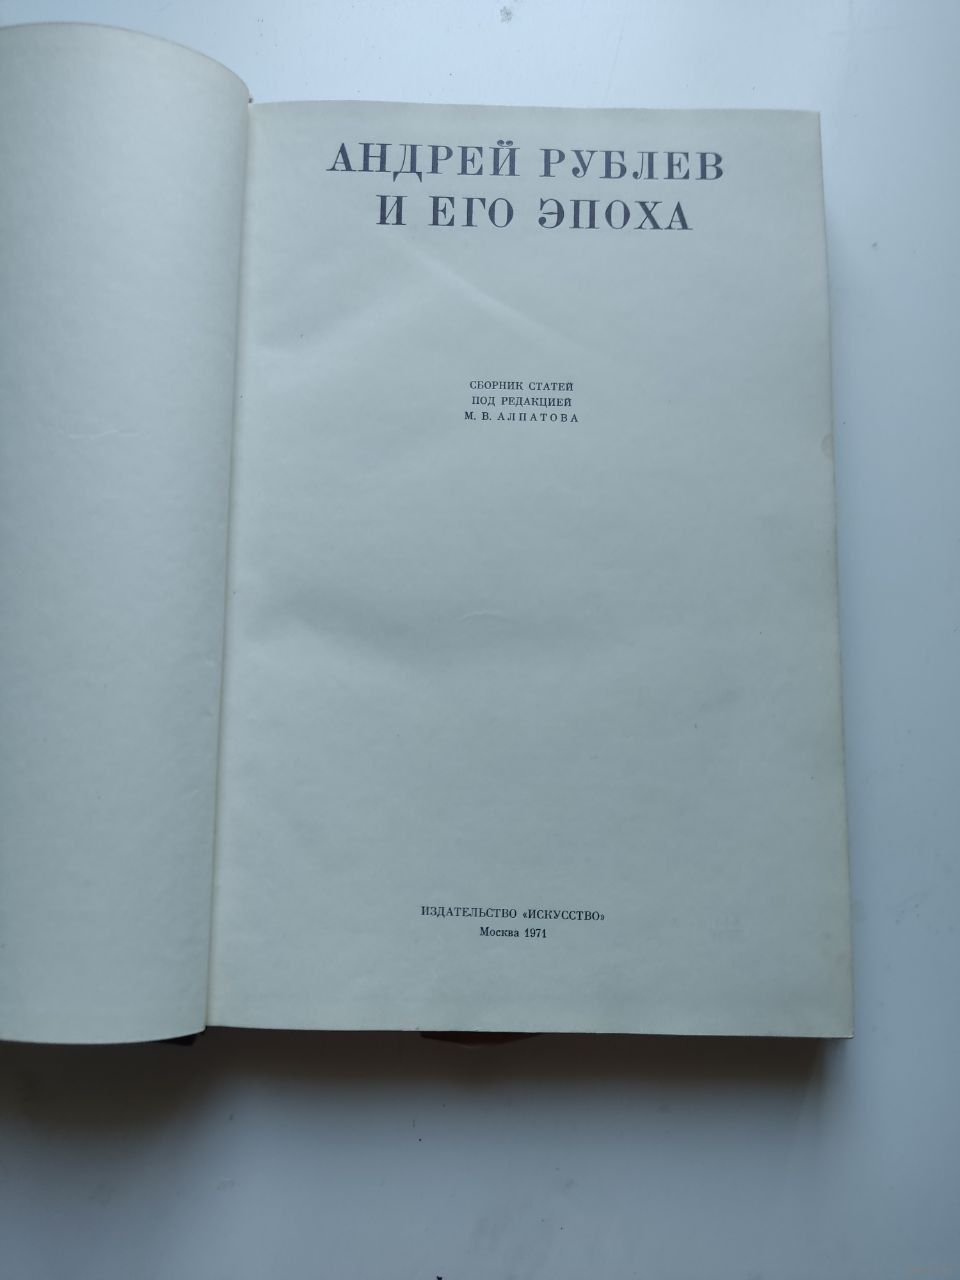 АНДРЕЙ РУБЛЕВ
И ЕГО ЭПОХА
СБОРНИК СТАТЕЙ
ПОД РЕДАКЦИЕЙ
М. В. АЛПАТОВА
ИЗДАТЕЛЬСТВО «ИСКУССТВО»
Москва 1971